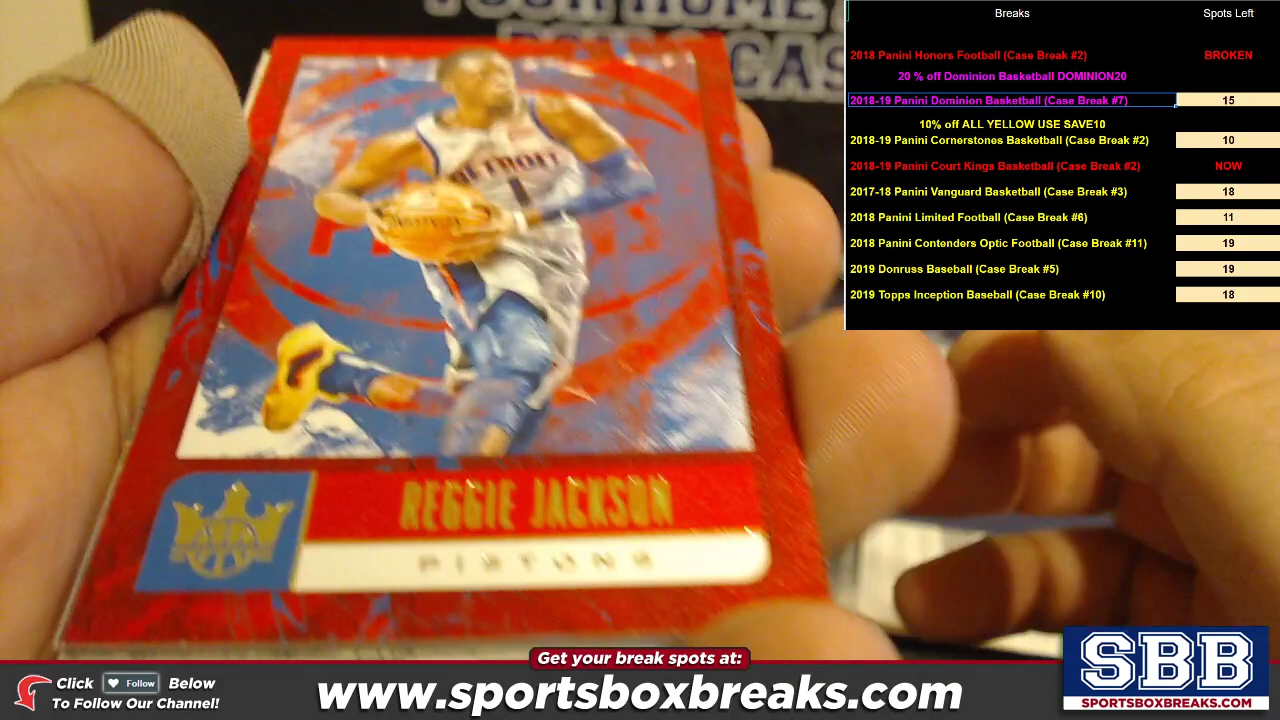 Breaks Spots Left
2018 Panini Honors Football (Case Break #2) BROKEN
20 % off Dominion Basketball DOMINION20
2018-19 Panini Dominion Basketball (Case Break #7) 15
10% off ALL YELLOW USE SAVE10
2018-19 Panini Cornerstones Basketball (Case Break #2) 10
2018-19 Panini Court Kings Basketball (Case Break #2) NOW
2017-18 Panini Vanguard Basketball (Case Break #3) 18
2018 Panini Limited Football (Case Break #6) 11
2018 Panini Contenders Optic Football (Case Break #11) 19
2019 Donruss Baseball (Case Break #5) 19
2019 Topps Inception Baseball (Case Break #10) 18
YOUR HOME
DETROIT
1
REGGIE JACKSON
PISTONS
Get your break spots at:
Click Follow Below
To Follow Our Channel!
www.sportsboxbreaks.com
SBB
SPORTSBOXBREAKS.COM